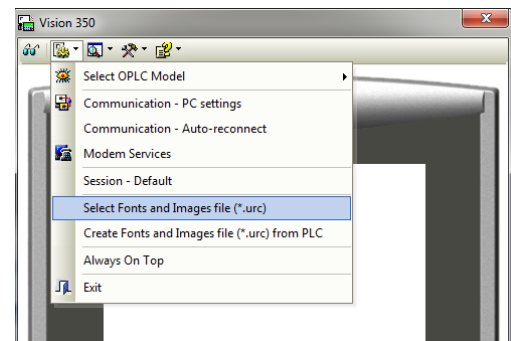 Vision 350
Select OPLC Model
Communication - PC settings
Communication - Auto-reconnect
Modem Services
Session - Default
Select Fonts and Images file (*.urc)
Create Fonts and Images file (*.urc) from PLC
Always On Top
Exit